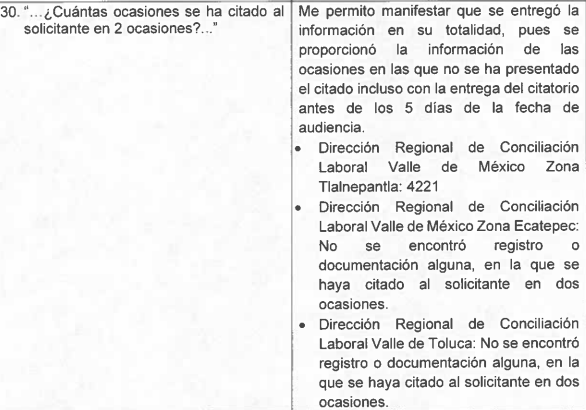 30. “...¿Cuántas ocasiones se ha citado al
solicitante en 2 ocasiones?...”
Me permito manifestar que se entregó la
información en su totalidad, pues se
proporcionó la información de las
ocasiones en las que no se ha presentado
el citado incluso con la entrega del citatorio
antes de los 5 días de la fecha de
audiencia.
• Dirección Regional de Conciliación
Laboral Valle de México Zona
Tlalnepantla: 4221
• Dirección Regional de Conciliación
Laboral Valle de México Zona Ecatepec:
No se encontró registro o
documentación alguna, en la que se
haya citado al solicitante en dos
ocasiones.
• Dirección Regional de Conciliación
Laboral Valle de Toluca: No se encontró
registro o documentación alguna, en la
que se haya citado al solicitante en dos
ocasiones.